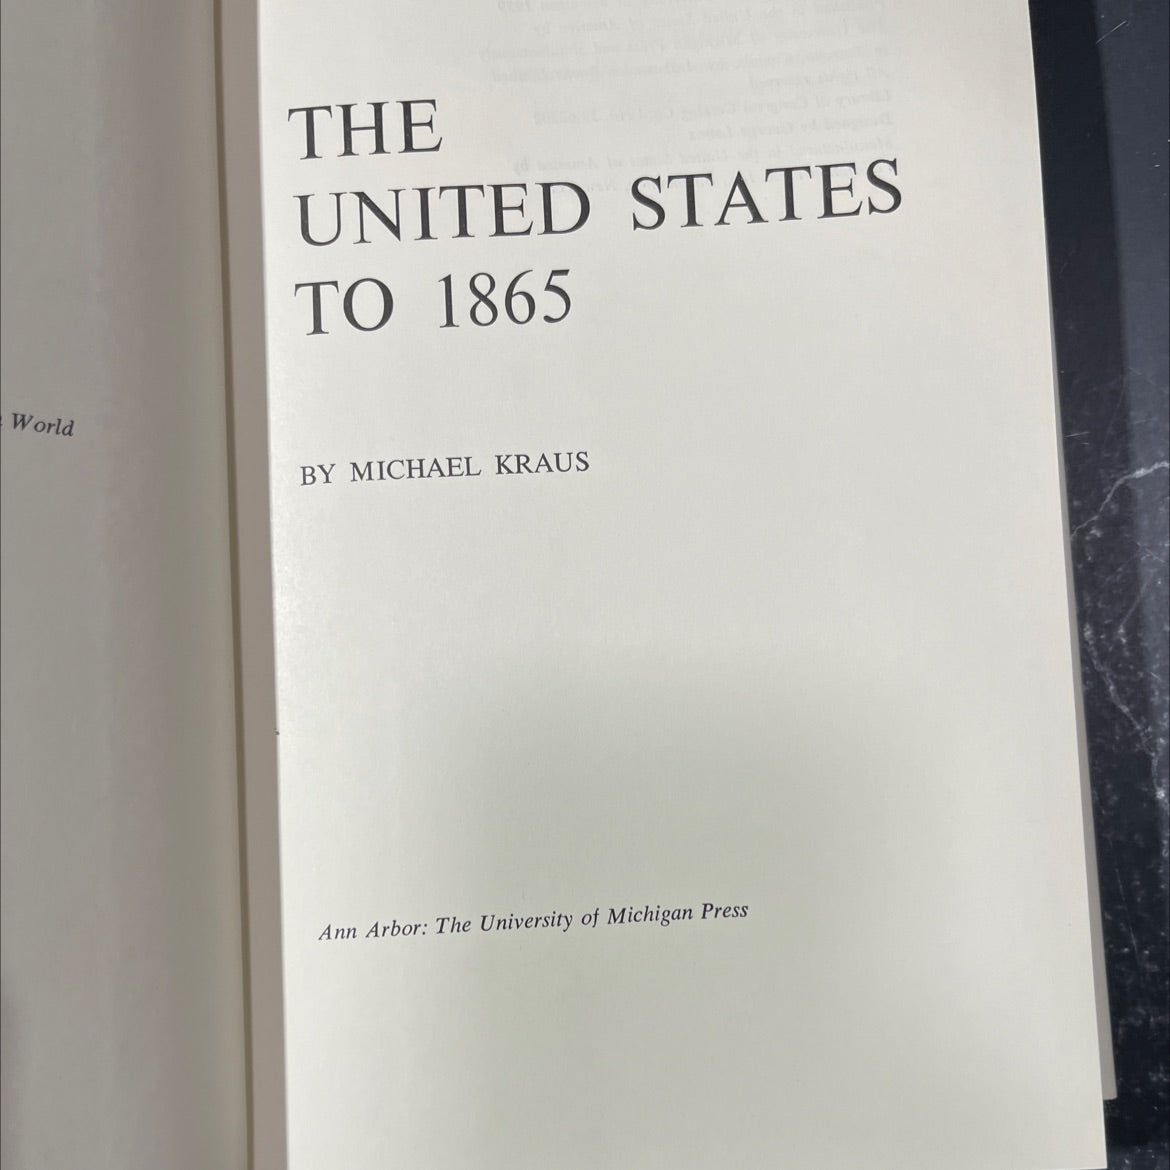 THE
UNITED STATES
TO 1865
World
BY MICHAEL KRAUS
Ann Arbor: The University of Michigan Press